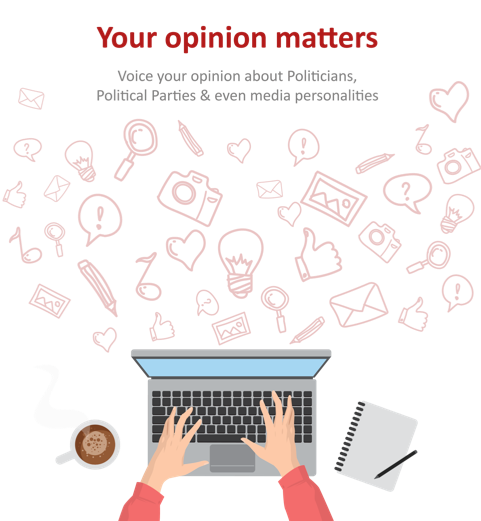 Your opinion matters
Voice your opinion about Politicians,
Political Parties & even media personalities